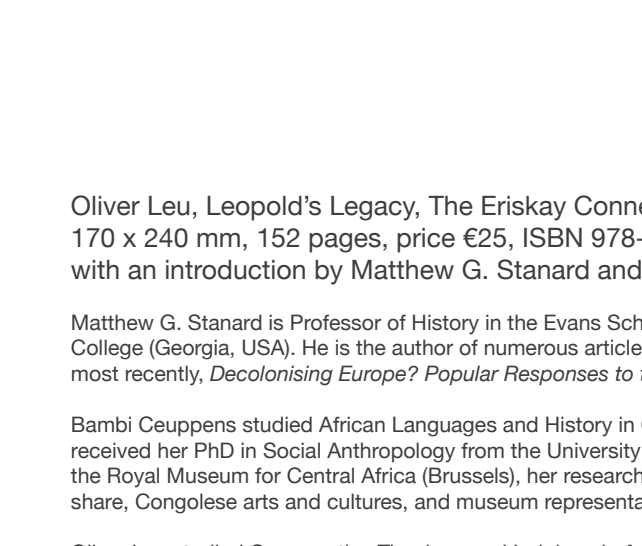 Oliver Leu, Leopold's Legacy, The Eriskay Conne
170 x 240 mm, 152 pages, price €25, ISBN 978-
with an introduction by Matthew G. Stanard and
Matthew G. Stanard is Professor of History in the Evans Sch
College (Georgia, USA). He is the author of numerous article
most recently, Decolonising Europe? Popular Responses to t
Bambi Ceuppens studied African Languages and History in
received her PhD in Social Anthropology from the University
the Royal Museum for Central Africa (Brussels), her research
share, Congolese arts and cultures, and museum representa